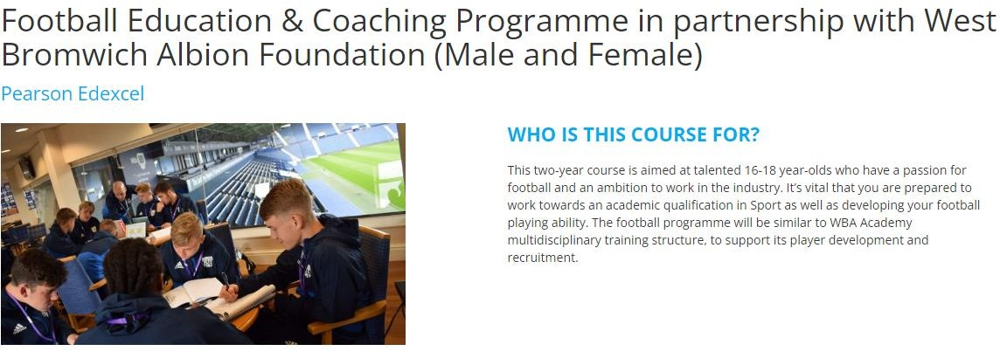 Football Education & Coaching Programme in partnership with West
Bromwich Albion Foundation (Male and Female)
Pearson Edexcel
WHO IS THIS COURSE FOR?
This two-year course is aimed at talented 16-18 year-olds who have a passion for
football and an ambition to work in the industry. It's vital that you are prepared to
work towards an academic qualification in Sport as well as developing your football
playing ability. The football programme will be similar to WBA Academy
multidisciplinary training structure, to support its player development and
recruitment.